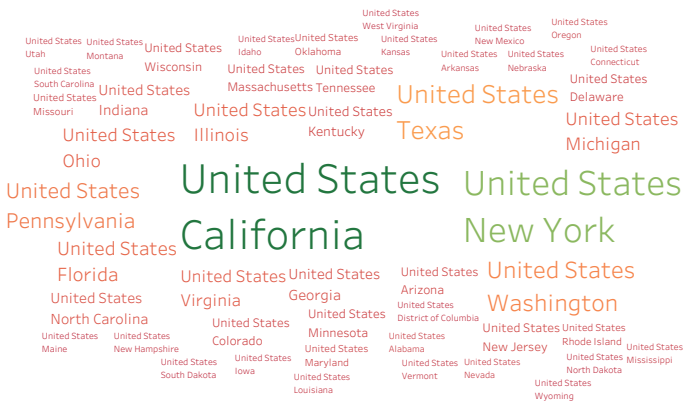 United States
West Virginia
United States
Oregon
United States
New Mexico
United States
Utah
United States
Montana
United States
Wisconsin
United States
Idaho
United States
Oklahoma
United States
Kansas
United States
Arkansas
United States
Nebraska
United States
Connecticut
United States
South Carolina
United States
Massachusetts
United States
Tennessee
United States
Delaware
United States
Missouri
United States
Indiana
United States
Illinois
United States
Kentucky
United States
Texas
United States
Michigan
United States
Ohio
United States
Pennsylvania
United States
California
United States
New York
United States
Florida
United States
Virginia
United States
Georgia
United States
Arizona
United States
Washington
United States
North Carolina
United States
District of Columbia
United States
Colorado
United States
Minnesota
United States
New Jersey
United States
Rhode Island
United States
Maine
United States
New Hampshire
United States
Maryland
United States
Alabama
United States
Mississippi
United States
South Dakota
United States
Iowa
United States
Vermont
United States
Nevada
United States
North Dakota
United States
Louisiana
United States
Wyoming